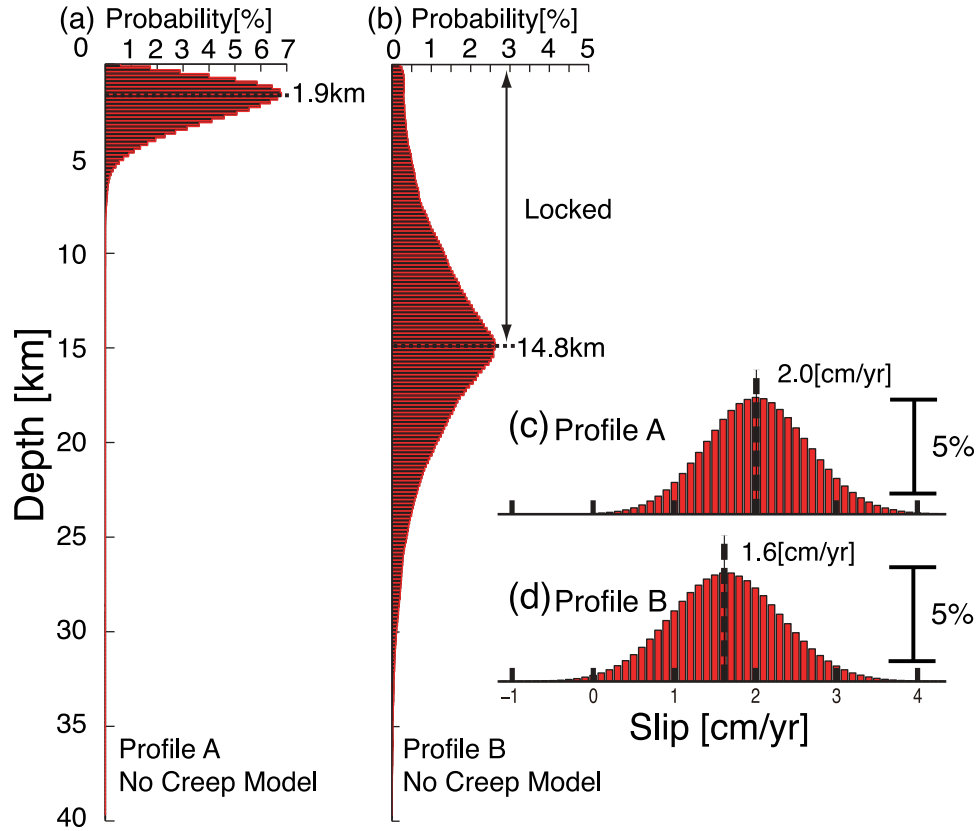 (a) Probability[%] (b) Probability[%]
0 1 2 3 4 5 6 7 0 1 2 3 4 5
1.9km
5
Locked
10
15
14.8km
2.0[cm/yr]
(c) Profile A
5%
20
25
1.6[cm/yr]
(d) Profile B
5%
30
-1 0 1 2 3 4
Slip [cm/yr]
35
Profile A
No Creep Model
Profile B
No Creep Model
40
Depth [km]